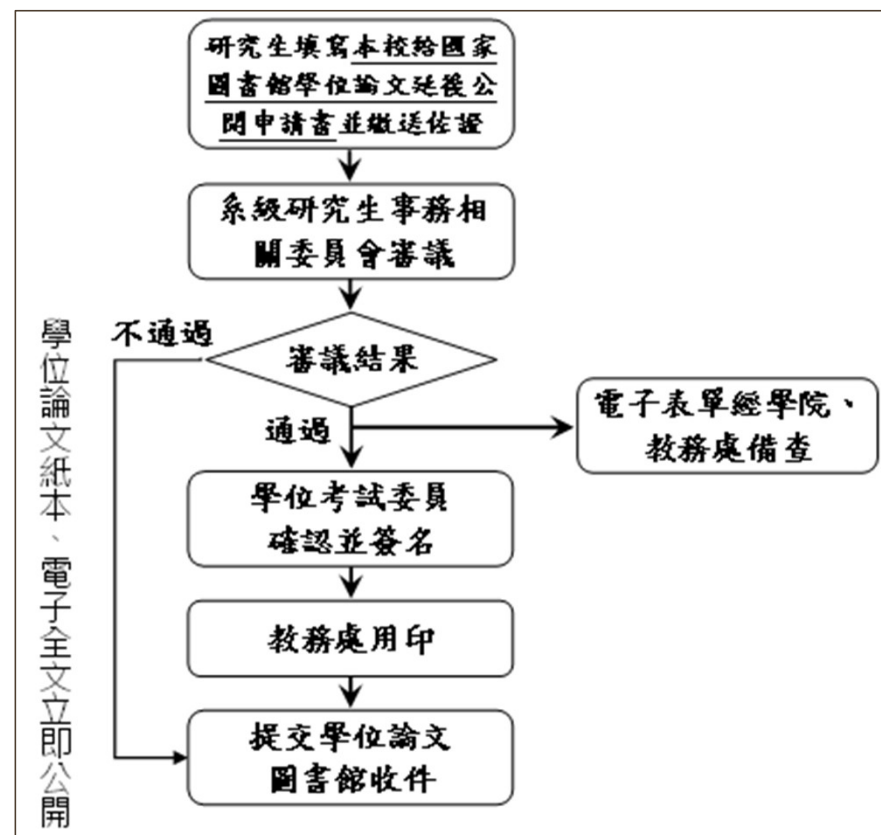 研究生填寫本校給國家
圖書館學位論文延後公
開申請書並繳送佐證
系級研究生事務相
關委員會審議
審議結果
不通過
通過
電子表單經學院、
教務處備查
學位考試委員
確認並簽名
教務處用印
提交學位論文
圖書館收件
學位論文紙本、電子全文立即公開